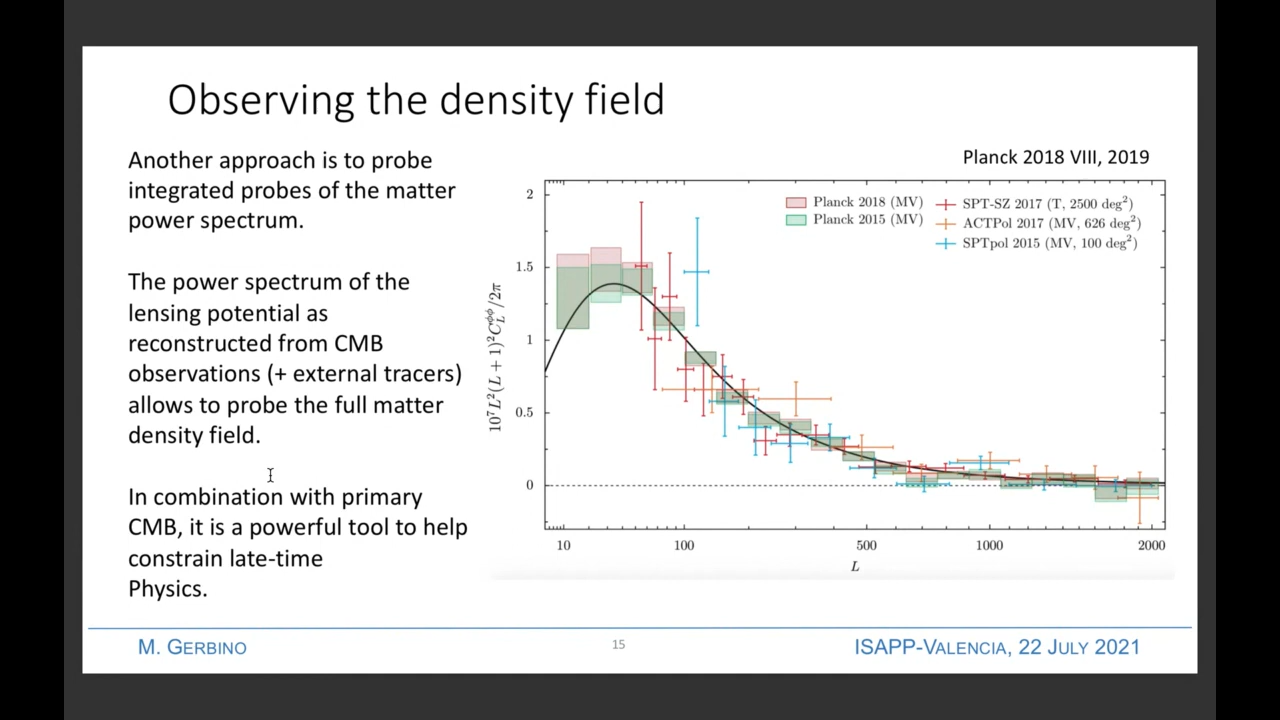 Observing the density field
Another approach is to probe
integrated probes of the matter
power spectrum.
The power spectrum of the
lensing potential as
reconstructed from CMB
observations (+ external tracers)
allows to probe the full matter
density field.
In combination with primary
CMB, it is a powerful tool to help
constrain late-time
Physics.
Planck 2018 VIII, 2019
Planck 2018 (MV)
Planck 2015 (MV)
SPT-SZ 2017 (T, 2500 deg²)
ACTPol 2017 (MV, 626 deg²)
SPTpol 2015 (MV, 100 deg²)
10⁷L²(L + 1)²C_L^ϕϕ/2π
2
1.5
1
0.5
0
10 100 500 1000 2000
L
M. GERBINO
15
ISAPP-VALENCIA, 22 JULY 2021